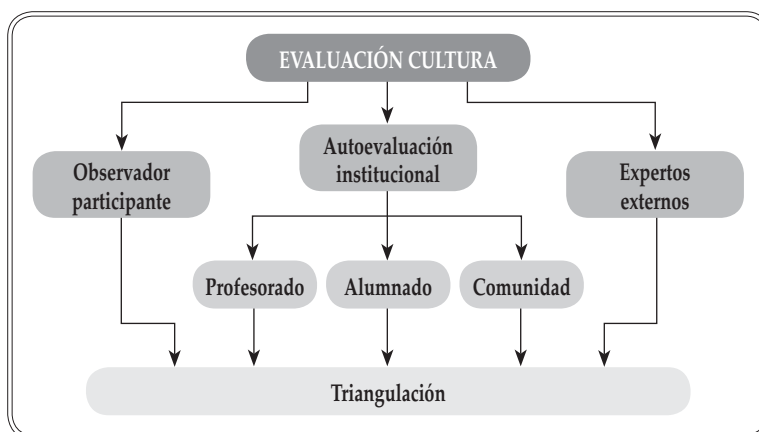 EVALUACIÓN CULTURA
Observador
participante
Autoevaluación
institucional
Expertos
externos
Profesorado
Alumnado
Comunidad
Triangulación